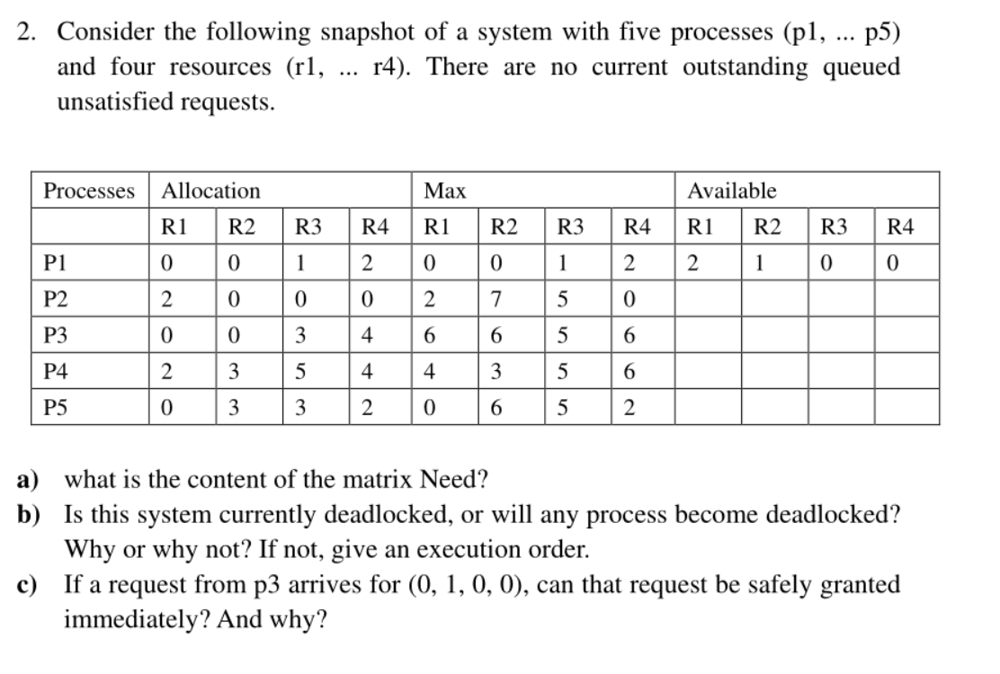 2. Consider the following snapshot of a system with five processes (p1, ... p5)
and four resources (r1, ... r4). There are no current outstanding queued
unsatisfied requests.
Processes Allocation Max Available
R1 R2 R3 R4 R1 R2 R3 R4 R1 R2 R3 R4
P1 0 0 1 2 0 0 1 2 2 1 0 0
P2 2 0 0 0 2 7 5 0
P3 0 0 3 4 6 6 5 6
P4 2 3 5 4 4 3 5 6
P5 0 3 3 2 0 6 5 2
a) what is the content of the matrix Need?
b) Is this system currently deadlocked, or will any process become deadlocked?
Why or why not? If not, give an execution order.
c) If a request from p3 arrives for (0, 1, 0, 0), can that request be safely granted
immediately? And why?